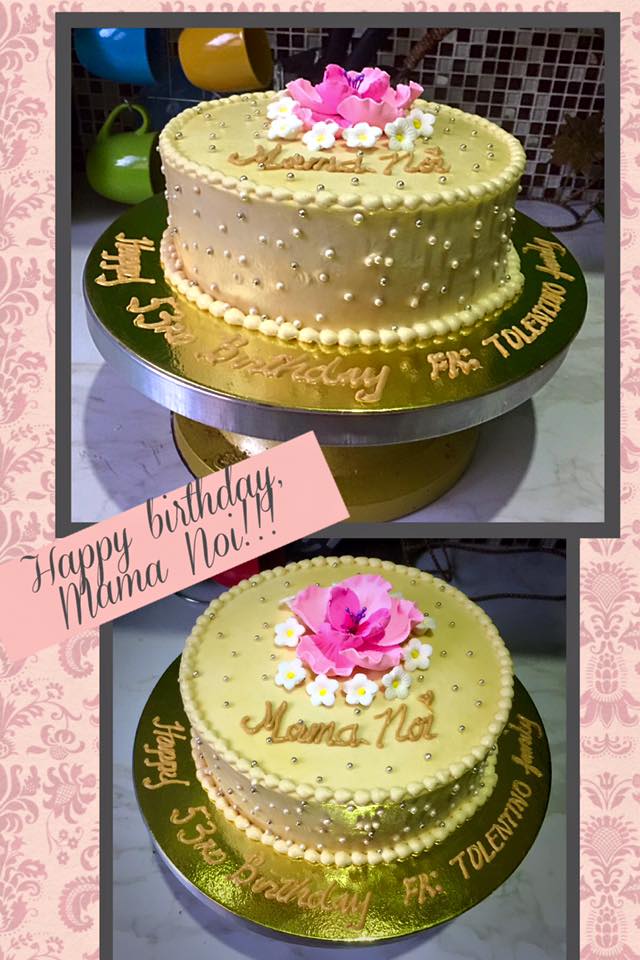 Mama Noi
Happy 53rd Birthday FR: TOLENTINO family
Happy birthday,
Mama Noi!!!
Mama Noi
Happy 53rd Birthday FR: TOLENTINO family